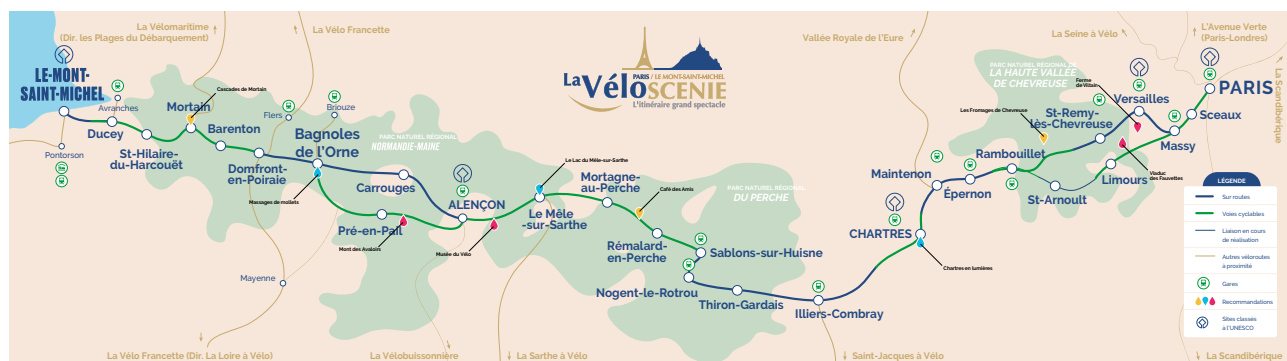 La Vélomaritime
(Dir. les Plages du Débarquement)
La Vélo Francette
Vallée Royale de l'Eure
La Seine à Vélo
L'Avenue Verte
(Paris-Londres)
La Scandibérique
LE-MONT-
SAINT-MICHEL
Avranches
Ducey
Pontorson
St-Hilaire-
du-Harcouët
Mortain
Cascades de Mortain
Barenton
Flers
Briouze
Domfront-
en-Poiraie
Bagnoles
de l'Orne
Massages de mollets
Mayenne
PARC NATUREL RÉGIONAL
NORMANDIE-MAINE
Carrouges
Pré-en-Pail
Mont des Avaloirs
ALENÇON
Musée du Vélo
Le Lac du Mêle-sur-Sarthe
Le Mêle
-sur-Sarthe
PARIS / LE MONT-SAINT-MICHEL
La VéloSCENIE
L'itinéraire grand spectacle
Mortagne-
au-Perche
Café des Amis
PARC NATUREL RÉGIONAL
DU PERCHE
Rémalard-
en-Perche
Sablons-sur-Huisne
Nogent-le-Rotrou
Thiron-Gardais
Illiers-Combray
CHARTRES
Chartres en lumières
Maintenon
Épernon
Rambouillet
St-Arnoult
PARC NATUREL RÉGIONAL DE
LA HAUTE VALLÉE
DE CHEVREUSE
Les Fromages de Chevreuse
St-Remy-
lès-Chevreuse
Ferme
de Viltain
Versailles
Limours
Viaduc
des Fauvettes
Massy
Sceaux
PARIS
LÉGENDE
Sur routes
Voies cyclables
Liaison en cours
de réalisation
Autres véloroutes
à proximité
Gares
Recommandations
Sites classés
à l'UNESCO
La Vélo Francette (Dir. La Loire à Vélo)
La Vélobuissonnière
La Sarthe à Vélo
Saint-Jacques à Vélo
La Scandibérique